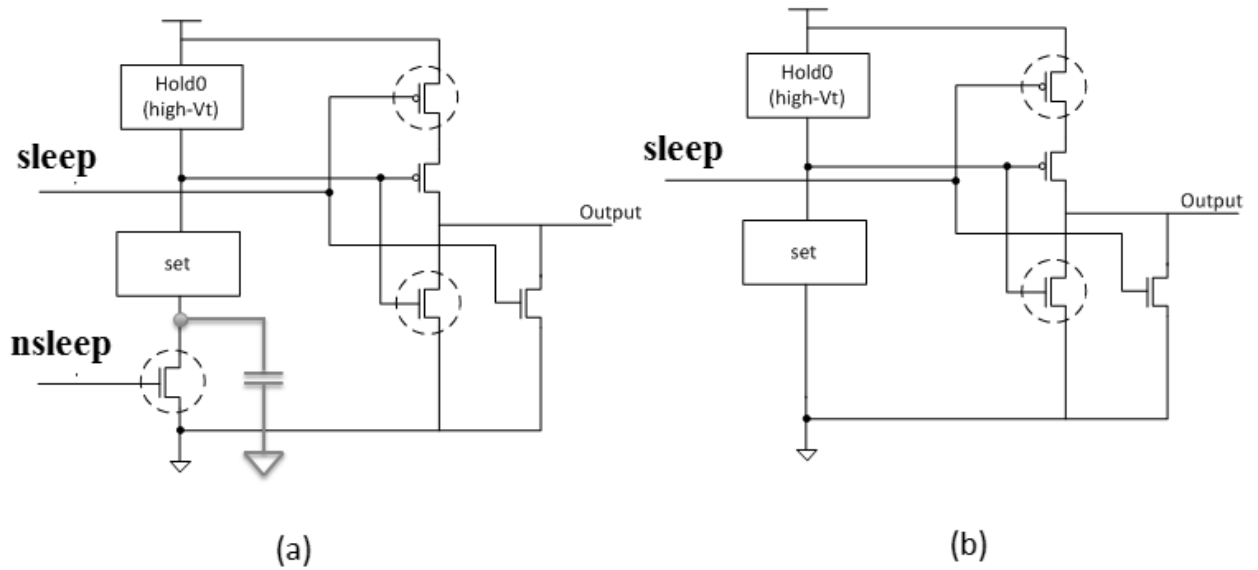 Hold0
(high-Vt)
sleep
set
nsleep
Output
(a)
Hold0
(high-Vt)
sleep
set
Output
(b)